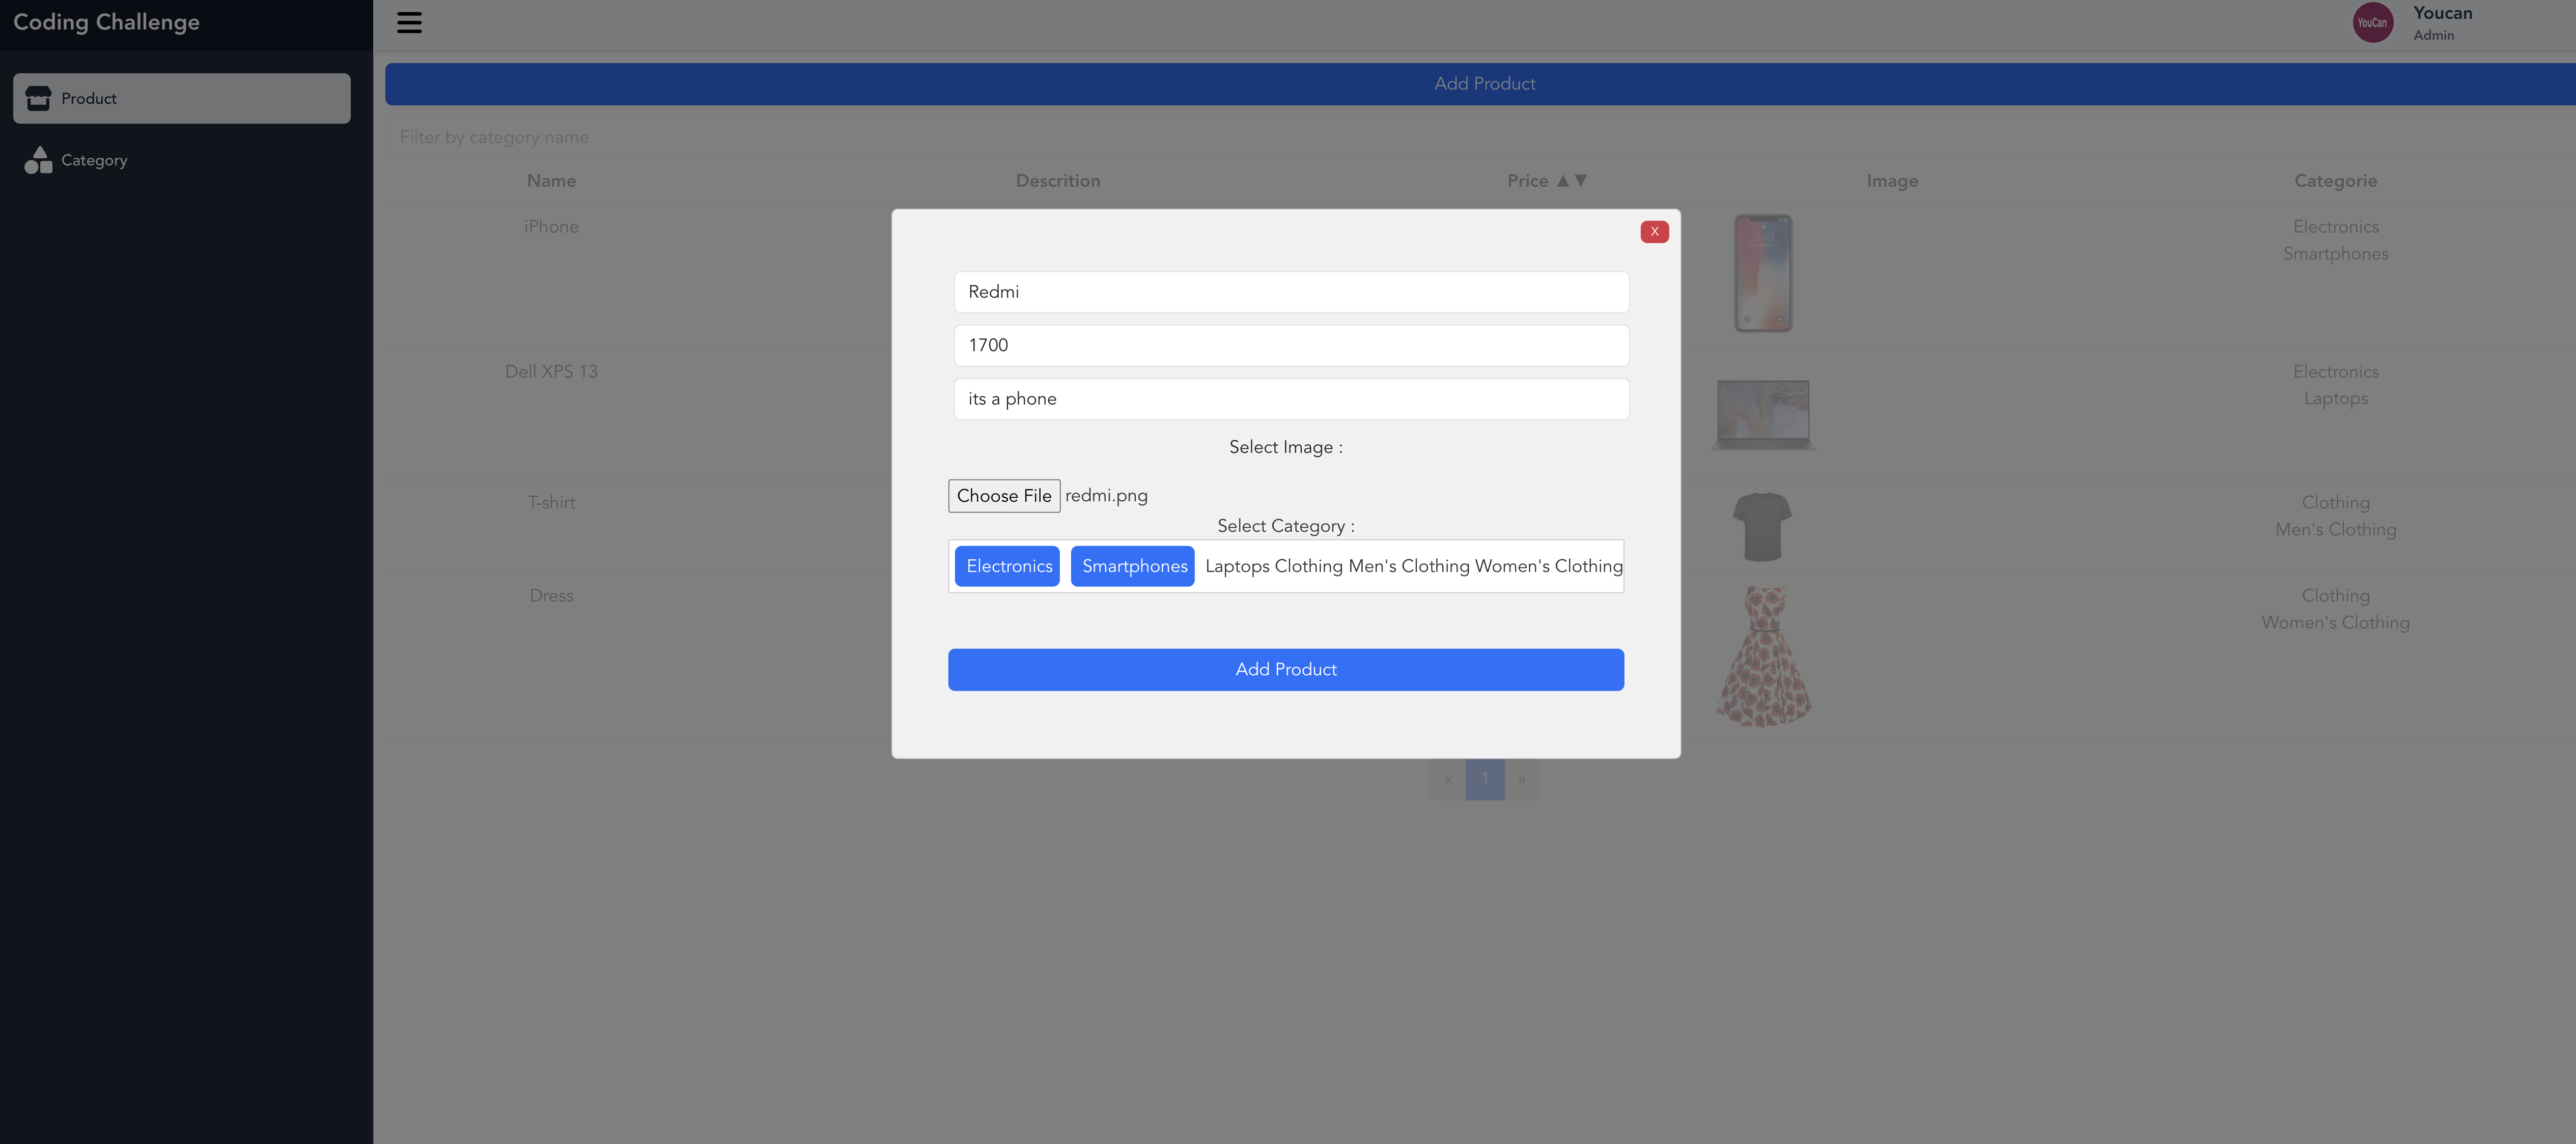 Coding Challenge
YouCan
Youcan
Admin
Product
Category
Add Product
Filter by category name
Name Descrition Price ▲▼ Image Categorie
iPhone
9:41
Electronics
Smartphones
Dell XPS 13
Electronics
Laptops
T-shirt
Clothing
Men's Clothing
Dress
Clothing
Women's Clothing
« 1 »
X
Redmi
1700
its a phone
Select Image :
Choose File redmi.png
Select Category :
Electronics Smartphones Laptops Clothing Men's Clothing Women's Clothing
Add Product